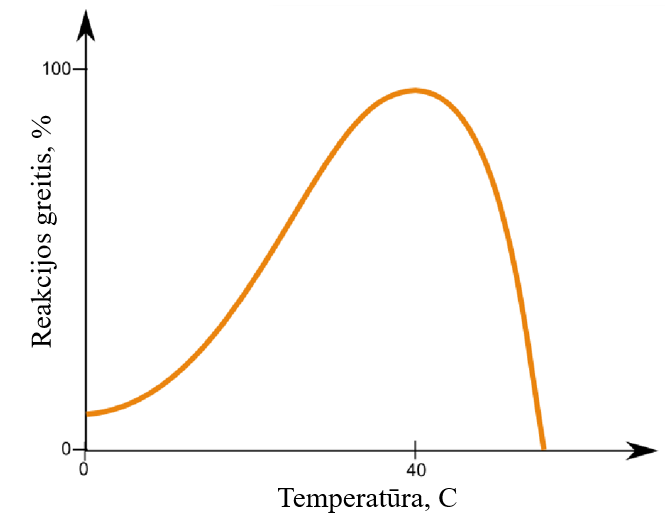 100
Reakcijos greitis, %
0
0
40
Temperatūra, C